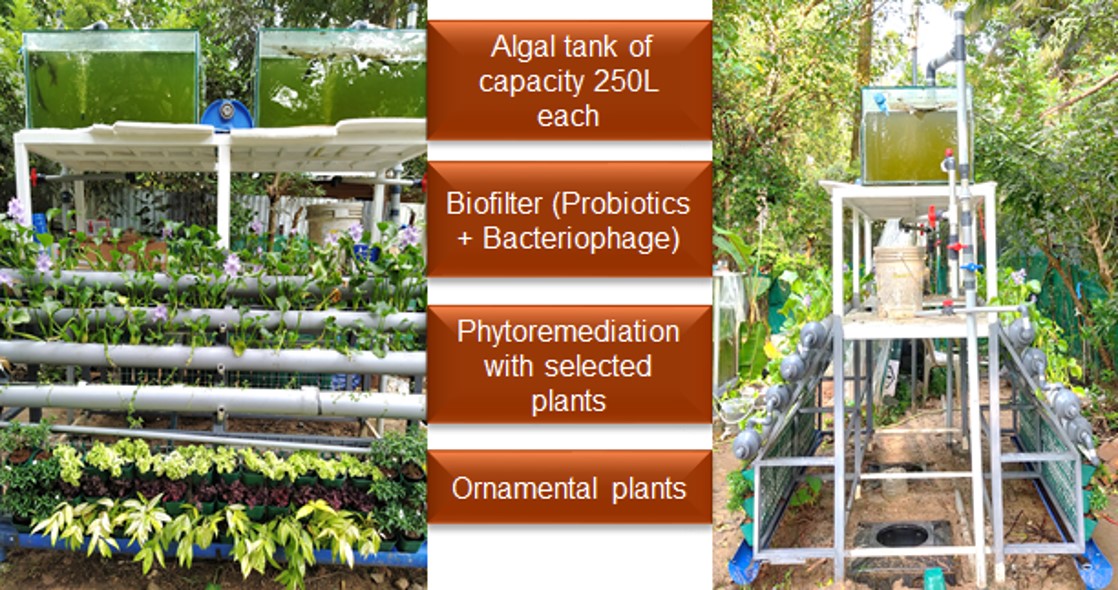 Algal tank of
capacity 250L
each
Biofilter (Probiotics
+ Bacteriophage)
Phytoremediation
with selected
plants
Ornamental plants